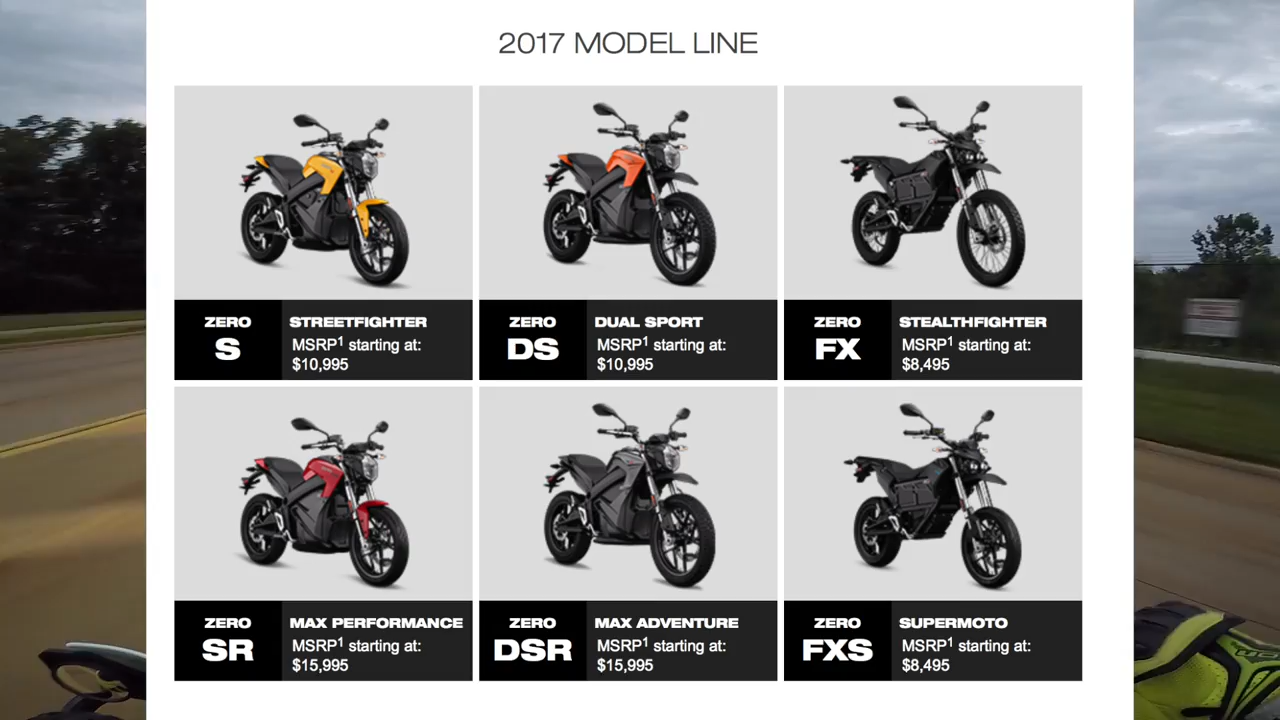 2017 MODEL LINE
ZERO
S
STREETFIGHTER
MSRP1 starting at:
$10,995
ZERO
DS
DUAL SPORT
MSRP1 starting at:
$10,995
ZERO
FX
STEALTHFIGHTER
MSRP1 starting at:
$8,495
ZERO
SR
MAX PERFORMANCE
MSRP1 starting at:
$15,995
ZERO
DSR
MAX ADVENTURE
MSRP1 starting at:
$15,995
ZERO
FXS
SUPERMOTO
MSRP1 starting at:
$8,495